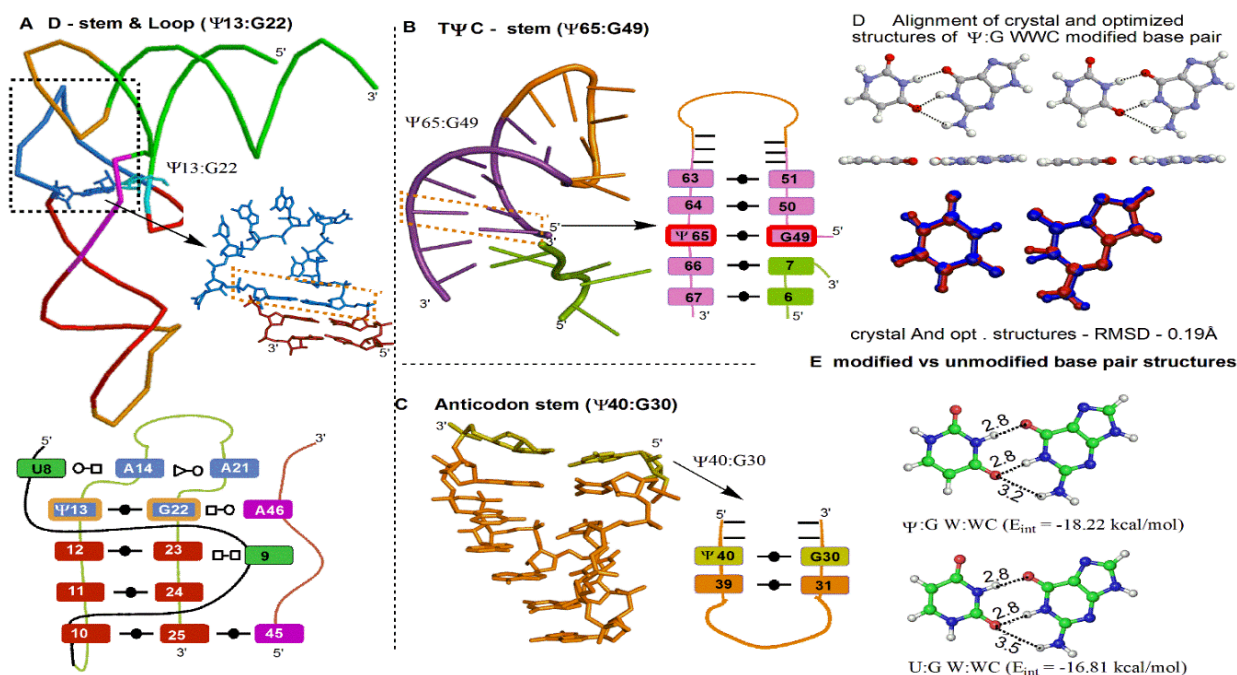 A D - stem & Loop (Ψ13:G22)
5'
3'
Ψ13:G22
3'
5'
5'
3'
U8
A14
A21
Ψ13
G22
A46
12
23
9
11
24
10
25
45
3'
5'
B TΨC - stem (Ψ65:G49)
Ψ65:G49
5'
3'
3'
5'
63
51
64
50
Ψ 65
G49
5'
66
7
3'
67
6
3'
5'
C Anticodon stem (Ψ40:G30)
3'
5'
Ψ40:G30
5'
3'
Ψ 40
G30
39
31
D Alignment of crystal and optimized
structures of Ψ:G WWC modified base pair
crystal And opt . structures - RMSD - 0.19Å
E modified vs unmodified base pair structures
2.8
2.8
3.2
Ψ:G W:WC (Eint = -18.22 kcal/mol)
2.8
2.8
3.5
U:G W:WC (Eint = -16.81 kcal/mol)